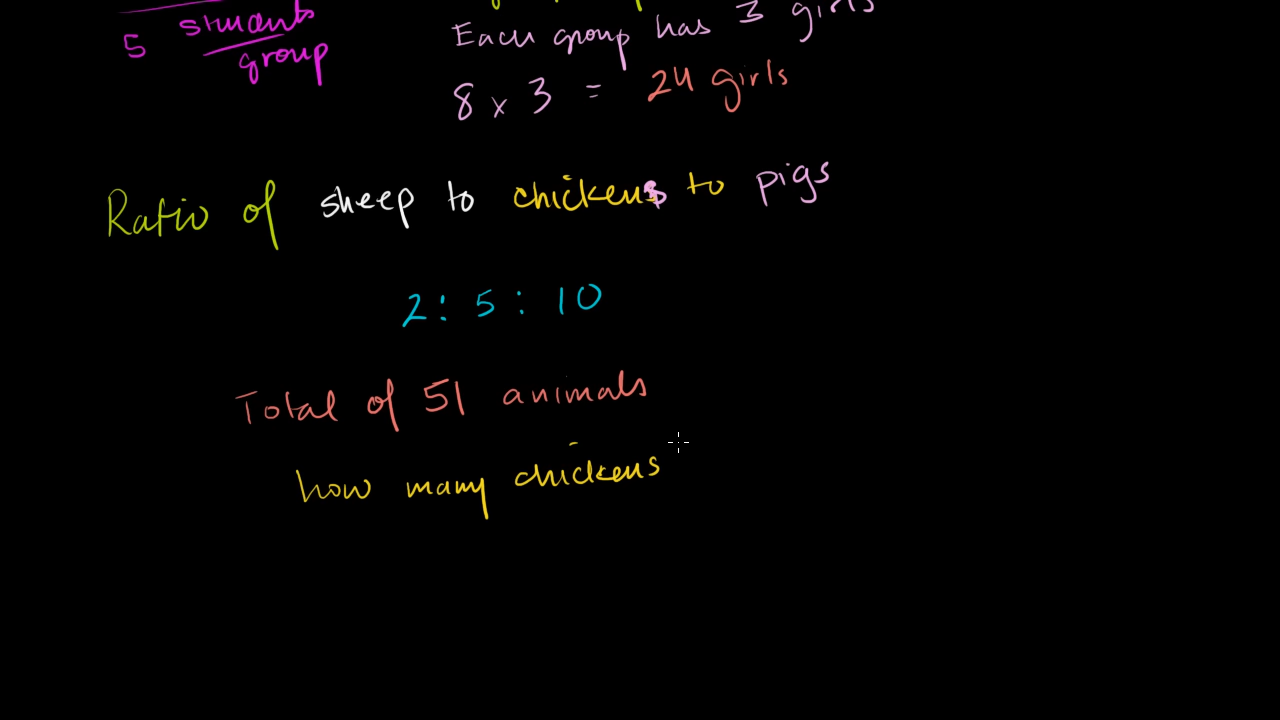 5 students
group
Each group has 3 girls
8 x 3 = 24 girls
Ratio of sheep to chickens to pigs
2 : 5 : 10
Total of 51 animals
how many chickens